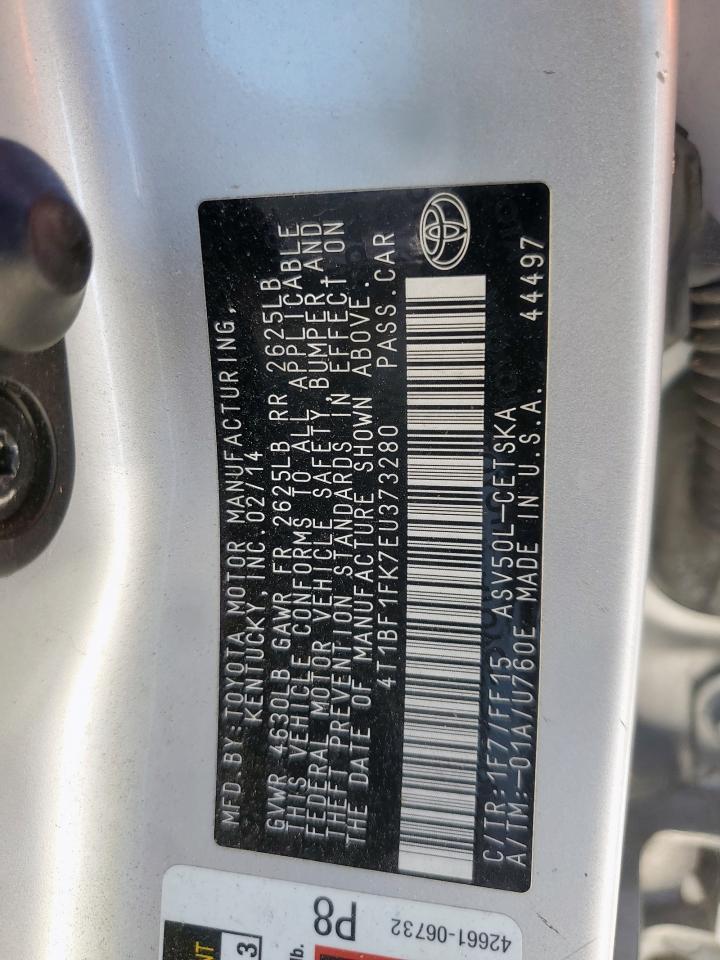 MFD.BY:TOYOTA MOTOR MANUFACTURING,
KENTUCKY, INC. 02/14
GVWR 4630LB GAWR FR 2625LB RR 2625LB
THIS VEHICLE CONFORMS TO ALL APPLICABLE
FEDERAL MOTOR VEHICLE SAFETY, BUMPER, AND
THEFT PREVENTION STANDARDS IN EFFECT ON
THE DATE OF MANUFACTURE SHOWN ABOVE.
4T1BF1FK7EU373280 PASS.CAR
C/TR:1F7/FF15 ASV50L-CETSKA
A/TM:-01A/U760E MADE IN U.S.A. 44497
P8
42661-06732
NT
3
lb.